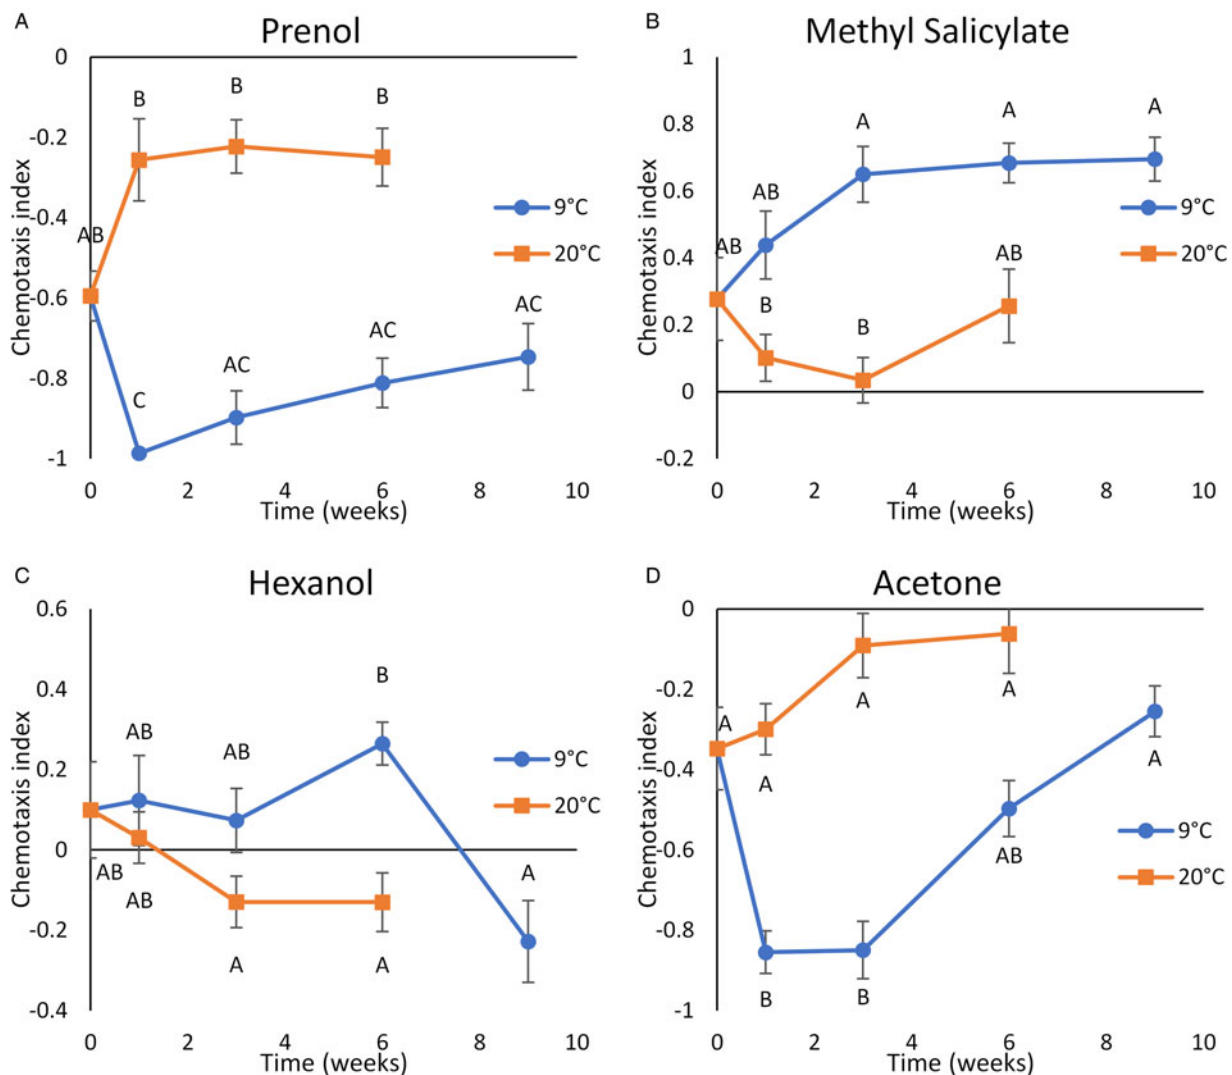 A
Prenol
0
-0.2
-0.4
-0.6
-0.8
-1
Chemotaxis index
B
B
B
AB
C
AC
AC
AC
9°C
20°C
0 2 4 6 8 10
Time (weeks)
B
Methyl Salicylate
1
0.8
0.6
0.4
0.2
0
-0.2
Chemotaxis index
A
A
A
AB
AB
AB
B
B
9°C
20°C
0 2 4 6 8 10
Time (weeks)
C
Hexanol
0.6
0.4
0.2
0
-0.2
-0.4
Chemotaxis index
B
AB
AB
AB
AB
A
A
A
9°C
20°C
0 2 4 6 8 10
Time (weeks)
D
Acetone
0
-0.2
-0.4
-0.6
-0.8
-1
Chemotaxis index
A
A
A
A
A
AB
B
B
9°C
20°C
0 2 4 6 8 10
Time (weeks)